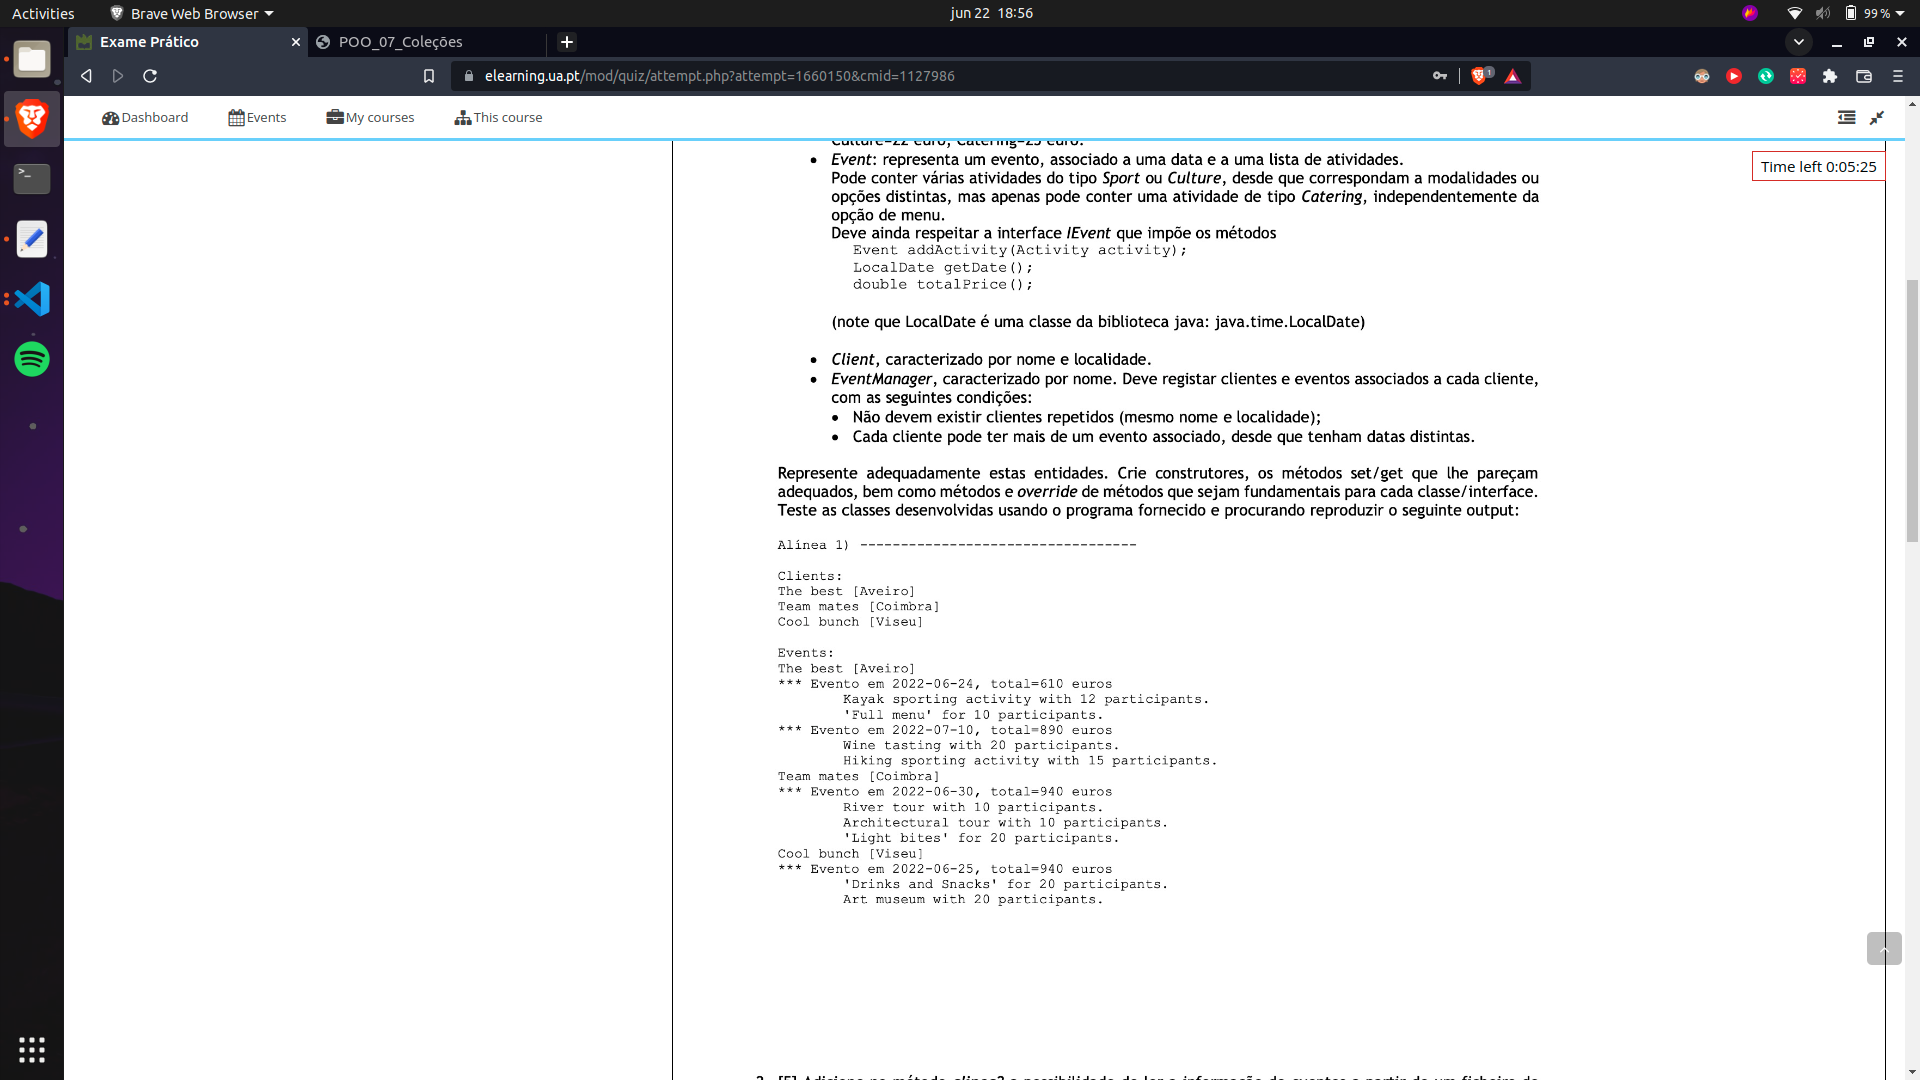 Activities
Brave Web Browser
jun 22 18:56
99 %
Exame Prático
POO_07_Coleções
elearning.ua.pt/mod/quiz/attempt.php?attempt=1660150&cmid=1127986
1
Dashboard
Events
My courses
This course
Time left 0:05:25
Culture=22 euro, Catering=25 euro.
• Event: representa um evento, associado a uma data e a uma lista de atividades.
Pode conter várias atividades do tipo Sport ou Culture, desde que correspondam a modalidades ou
opções distintas, mas apenas pode conter uma atividade de tipo Catering, independentemente da
opção de menu.
Deve ainda respeitar a interface IEvent que impõe os métodos
Event addActivity(Activity activity);
LocalDate getDate();
double totalPrice();
(note que LocalDate é uma classe da biblioteca java: java.time.LocalDate)
• Client, caracterizado por nome e localidade.
• EventManager, caracterizado por nome. Deve registar clientes e eventos associados a cada cliente,
com as seguintes condições:
• Não devem existir clientes repetidos (mesmo nome e localidade);
• Cada cliente pode ter mais de um evento associado, desde que tenham datas distintas.
Represente adequadamente estas entidades. Crie construtores, os métodos set/get que lhe pareçam
adequados, bem como métodos e override de métodos que sejam fundamentais para cada classe/interface.
Teste as classes desenvolvidas usando o programa fornecido e procurando reproduzir o seguinte output:
Alínea 1) ----------------------------------
Clients:
The best [Aveiro]
Team mates [Coimbra]
Cool bunch [Viseu]
Events:
The best [Aveiro]
*** Evento em 2022-06-24, total=610 euros
Kayak sporting activity with 12 participants.
'Full menu' for 10 participants.
*** Evento em 2022-07-10, total=890 euros
Wine tasting with 20 participants.
Hiking sporting activity with 15 participants.
Team mates [Coimbra]
*** Evento em 2022-06-30, total=940 euros
River tour with 10 participants.
Architectural tour with 10 participants.
'Light bites' for 20 participants.
Cool bunch [Viseu]
*** Evento em 2022-06-25, total=940 euros
'Drinks and Snacks' for 20 participants.
Art museum with 20 participants.